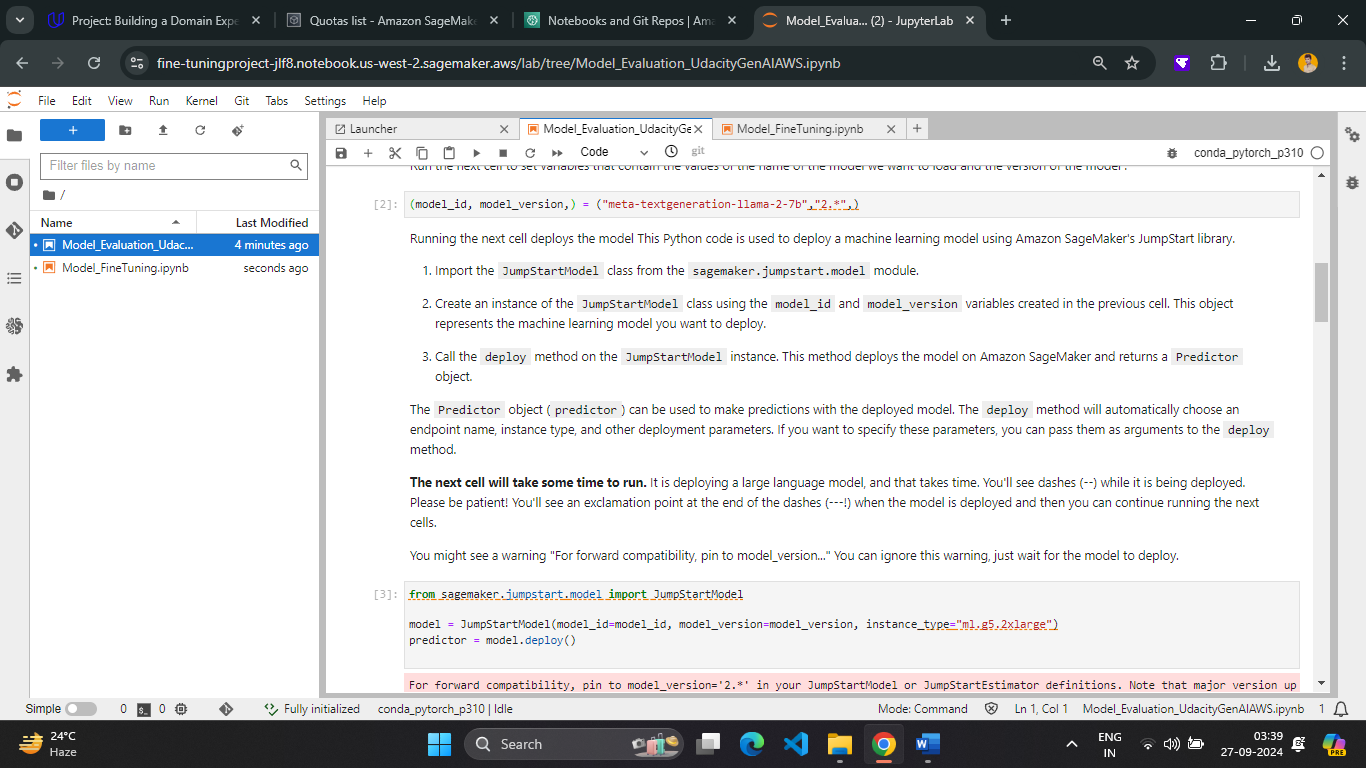 Project: Building a Domain Expe
Quotas list - Amazon SageMake
Notebooks and Git Repos | Ama
Model_Evalua... (2) - JupyterLab
fine-tuningproject-jlf8.notebook.us-west-2.sagemaker.aws/lab/tree/Model_Evaluation_UdacityGenAIAWS.ipynb
File Edit View Run Kernel Git Tabs Settings Help
Launcher
Model_Evaluation_UdacityGe
Model_FineTuning.ipynb
Code
git
conda_pytorch_p310
Filter files by name
/
Name Last Modified
Model_Evaluation_Udac... 4 minutes ago
Model_FineTuning.ipynb seconds ago
Run the next cell to set variables that contain the values of the name of the model we want to load and the version of the model .
[2]: (model_id, model_version,) = ("meta-textgeneration-llama-2-7b","2.*",)
Running the next cell deploys the model This Python code is used to deploy a machine learning model using Amazon SageMaker's JumpStart library.
1. Import the JumpStartModel class from the sagemaker.jumpstart.model module.
2. Create an instance of the JumpStartModel class using the model_id and model_version variables created in the previous cell. This object
represents the machine learning model you want to deploy.
3. Call the deploy method on the JumpStartModel instance. This method deploys the model on Amazon SageMaker and returns a Predictor
object.
The Predictor object ( predictor ) can be used to make predictions with the deployed model. The deploy method will automatically choose an
endpoint name, instance type, and other deployment parameters. If you want to specify these parameters, you can pass them as arguments to the deploy
method.
The next cell will take some time to run. It is deploying a large language model, and that takes time. You'll see dashes (--) while it is being deployed.
Please be patient! You'll see an exclamation point at the end of the dashes (---!) when the model is deployed and then you can continue running the next
cells.
You might see a warning "For forward compatibility, pin to model_version..." You can ignore this warning, just wait for the model to deploy.
[3]: from sagemaker.jumpstart.model import JumpStartModel
model = JumpStartModel(model_id=model_id, model_version=model_version, instance_type="ml.g5.2xlarge")
predictor = model.deploy()
For forward compatibility, pin to model_version='2.*' in your JumpStartModel or JumpStartEstimator definitions. Note that major version up
Simple 0 0 Fully initialized conda_pytorch_p310 | Idle Mode: Command Ln 1, Col 1 Model_Evaluation_UdacityGenAIAWS.ipynb 1
24°C
Haze
Search
ENG
IN
03:39
27-09-2024
PRE